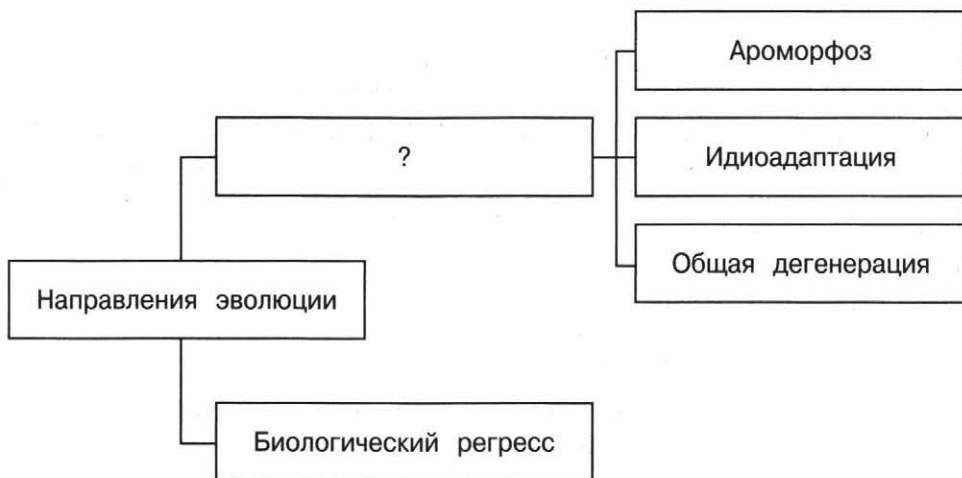 Ароморфоз
?
Идиоадаптация
Общая дегенерация
Направления эволюции
Биологический регресс